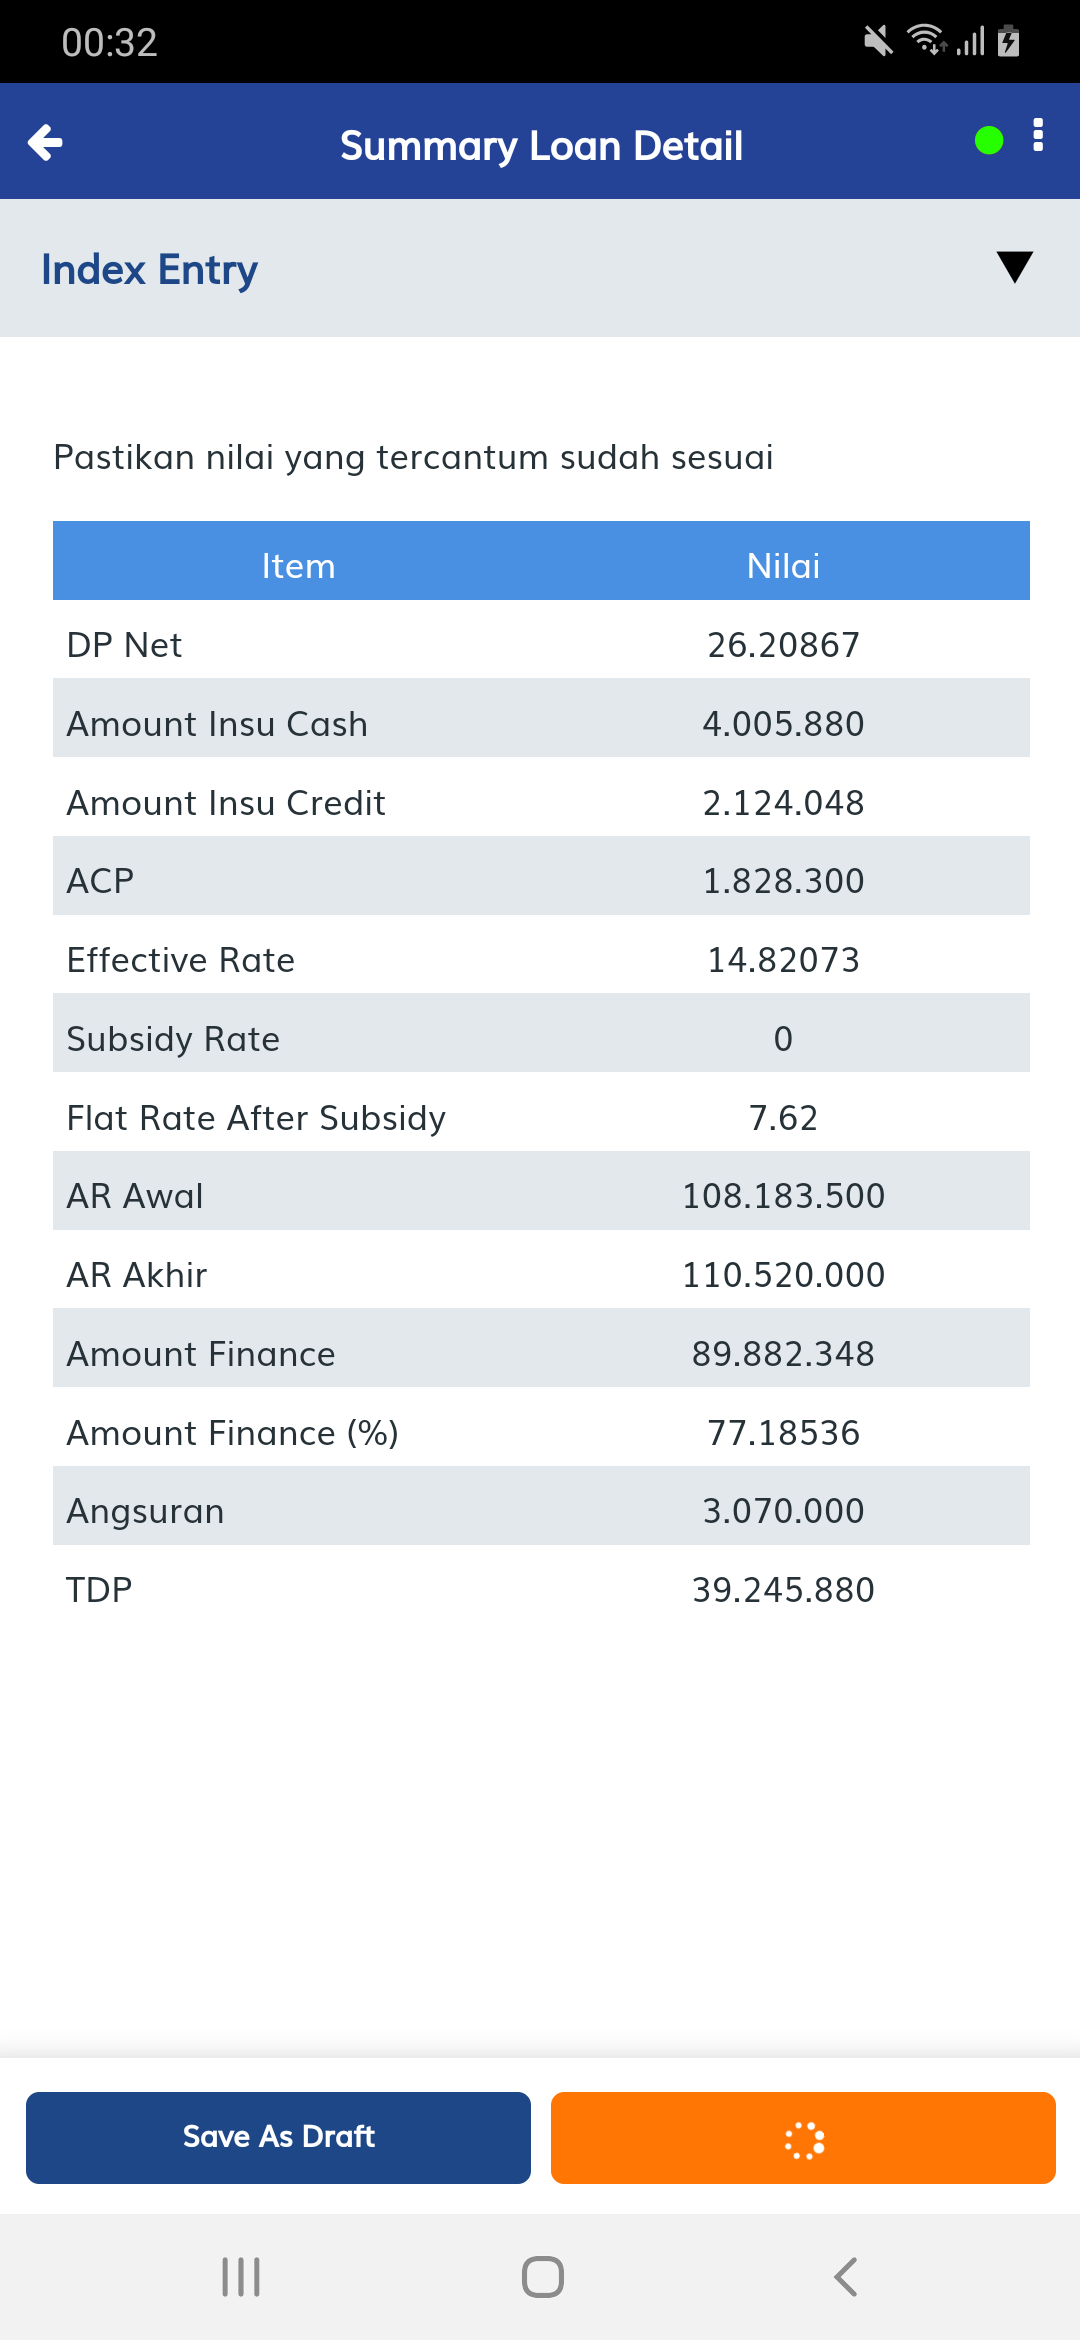 00:32
Summary Loan Detail
Index Entry
Pastikan nilai yang tercantum sudah sesuai
Item Nilai
DP Net 26.20867
Amount Insu Cash 4.005.880
Amount Insu Credit 2.124.048
ACP 1.828.300
Effective Rate 14.82073
Subsidy Rate 0
Flat Rate After Subsidy 7.62
AR Awal 108.183.500
AR Akhir 110.520.000
Amount Finance 89.882.348
Amount Finance (%) 77.18536
Angsuran 3.070.000
TDP 39.245.880
Save As Draft